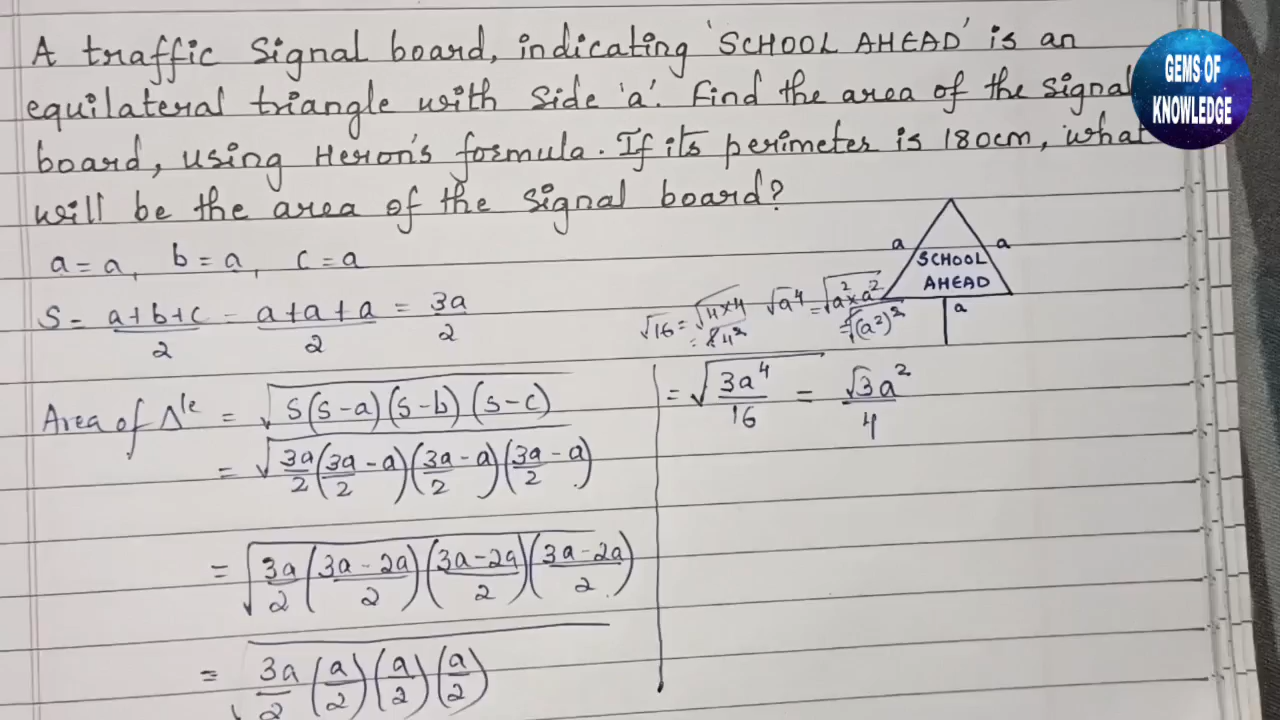 A traffic Signal board, indicating 'SCHOOL AHEAD' is an
equilateral triangle with side 'a'. Find the area of the signal
board, using Heron's formula. If its perimeter is 180cm, what
will be the area of the signal board?
GEMS OF
KNOWLEDGE
a = a, b = a, c = a
S = a+b+c/2 = a+a+a/2 = 3a/2
a a
SCHOOL
AHEAD
a
√16 = √4×4 √a⁴ = √a²×a²
= √4² = √(a²)²
Area of Δle = √S(S-a)(S-b)(S-c)
= √3a/2(3a/2-a)(3a/2-a)(3a/2-a)
= √3a/2(3a-2a/2)(3a-2a/2)(3a-2a/2)
= √3a/2(a/2)(a/2)(a/2)
= √3a⁴/16 = √3a²/4